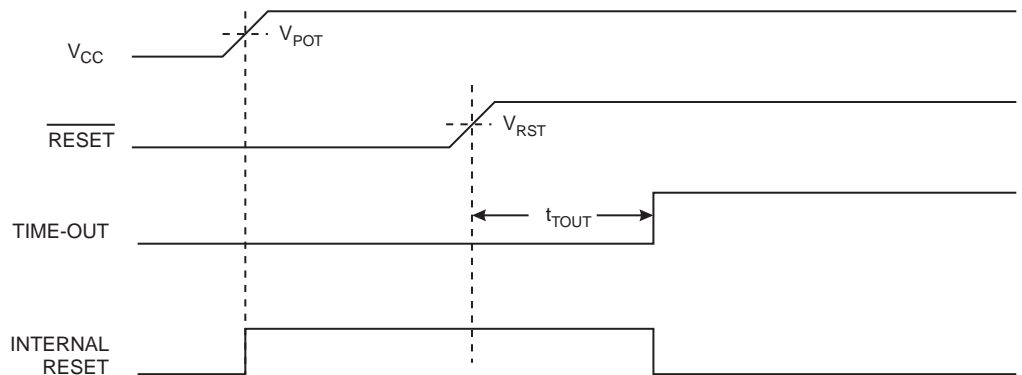 V_CC
V_POT
RESET
V_RST
TIME-OUT
t_TOUT
INTERNAL
RESET